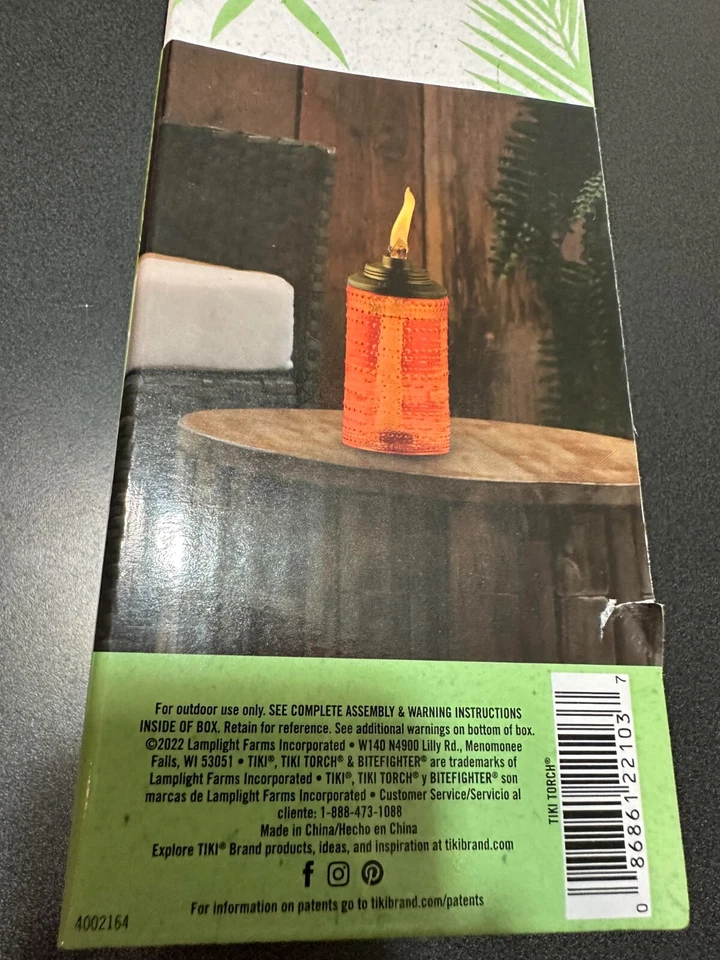 For outdoor use only. SEE COMPLETE ASSEMBLY & WARNING INSTRUCTIONS
INSIDE OF BOX. Retain for reference. See additional warnings on bottom of box.
©2022 Lamplight Farms Incorporated • W140 N4900 Lilly Rd., Menomonee
Falls, WI 53051 • TIKI®, TIKI TORCH® & BITEFIGHTER® are trademarks of
Lamplight Farms Incorporated • TIKI®, TIKI TORCH® y BITEFIGHTER® son
marcas de Lamplight Farms Incorporated • Customer Service/Servicio al
cliente: 1-888-473-1088
Made in China/Hecho en China
Explore TIKI® Brand products, ideas, and inspiration at tikibrand.com
For information on patents go to tikibrand.com/patents
4002164
TIKI TORCH®
0 86861 22103 7